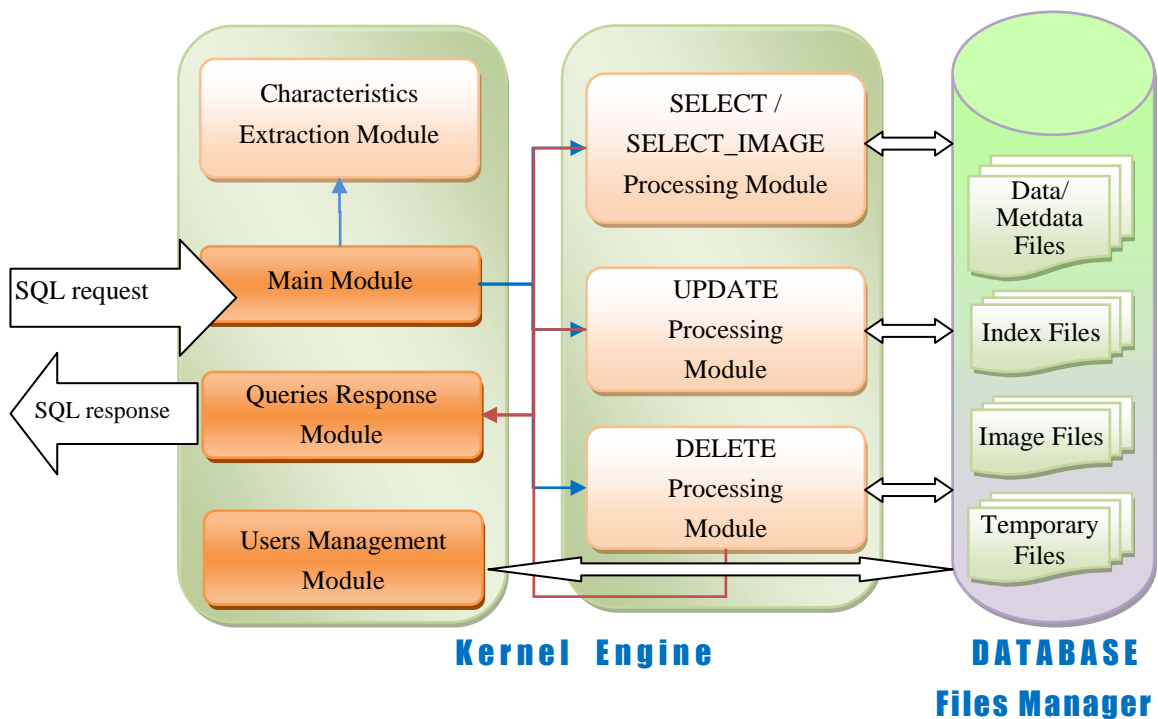 Characteristics
Extraction Module
SQL request
Main Module
SQL response
Queries Response
Module
Users Management
Module
SELECT /
SELECT_IMAGE
Processing Module
UPDATE
Processing
Module
DELETE
Processing
Module
Data/
Metdata
Files
Index Files
Image Files
Temporary
Files
Kernel Engine
DATABASE
Files Manager